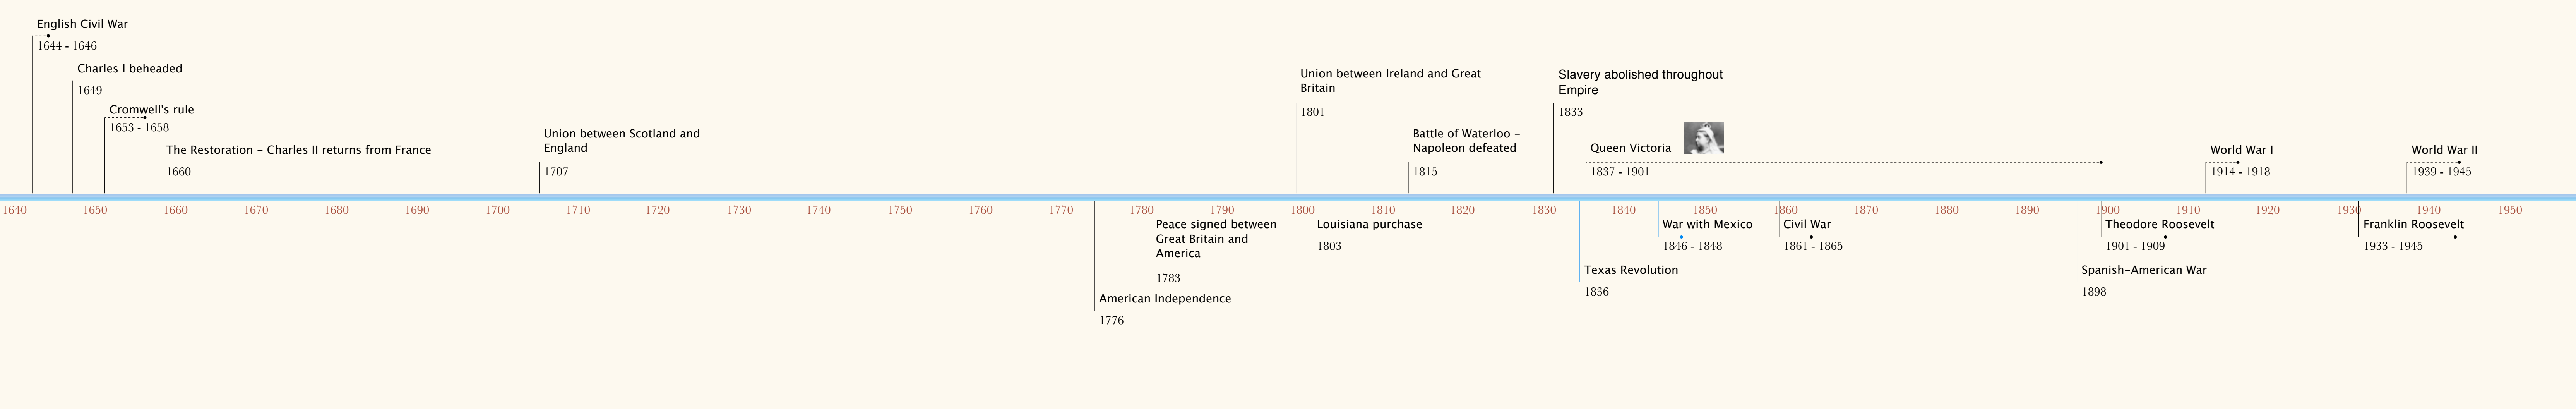 English Civil War
1644 - 1646
Charles I beheaded
1649
Cromwell's rule
1653 - 1658
The Restoration - Charles II returns from France
1660
Union between Scotland and
England
1707
Union between Ireland and Great
Britain
1801
Battle of Waterloo -
Napoleon defeated
1815
Slavery abolished throughout
Empire
1833
Queen Victoria
1837 - 1901
World War I
1914 - 1918
World War II
1939 - 1945
1640 1650 1660 1670 1680 1690 1700 1710 1720 1730 1740 1750 1760 1770 1780 1790 1800 1810 1820 1830 1840 1850 1860 1870 1880 1890 1900 1910 1920 1930 1940 1950
American Independence
1776
Peace signed between
Great Britain and
America
1783
Louisiana purchase
1803
Texas Revolution
1836
War with Mexico
1846 - 1848
Civil War
1861 - 1865
Spanish-American War
1898
Theodore Roosevelt
1901 - 1909
Franklin Roosevelt
1933 - 1945